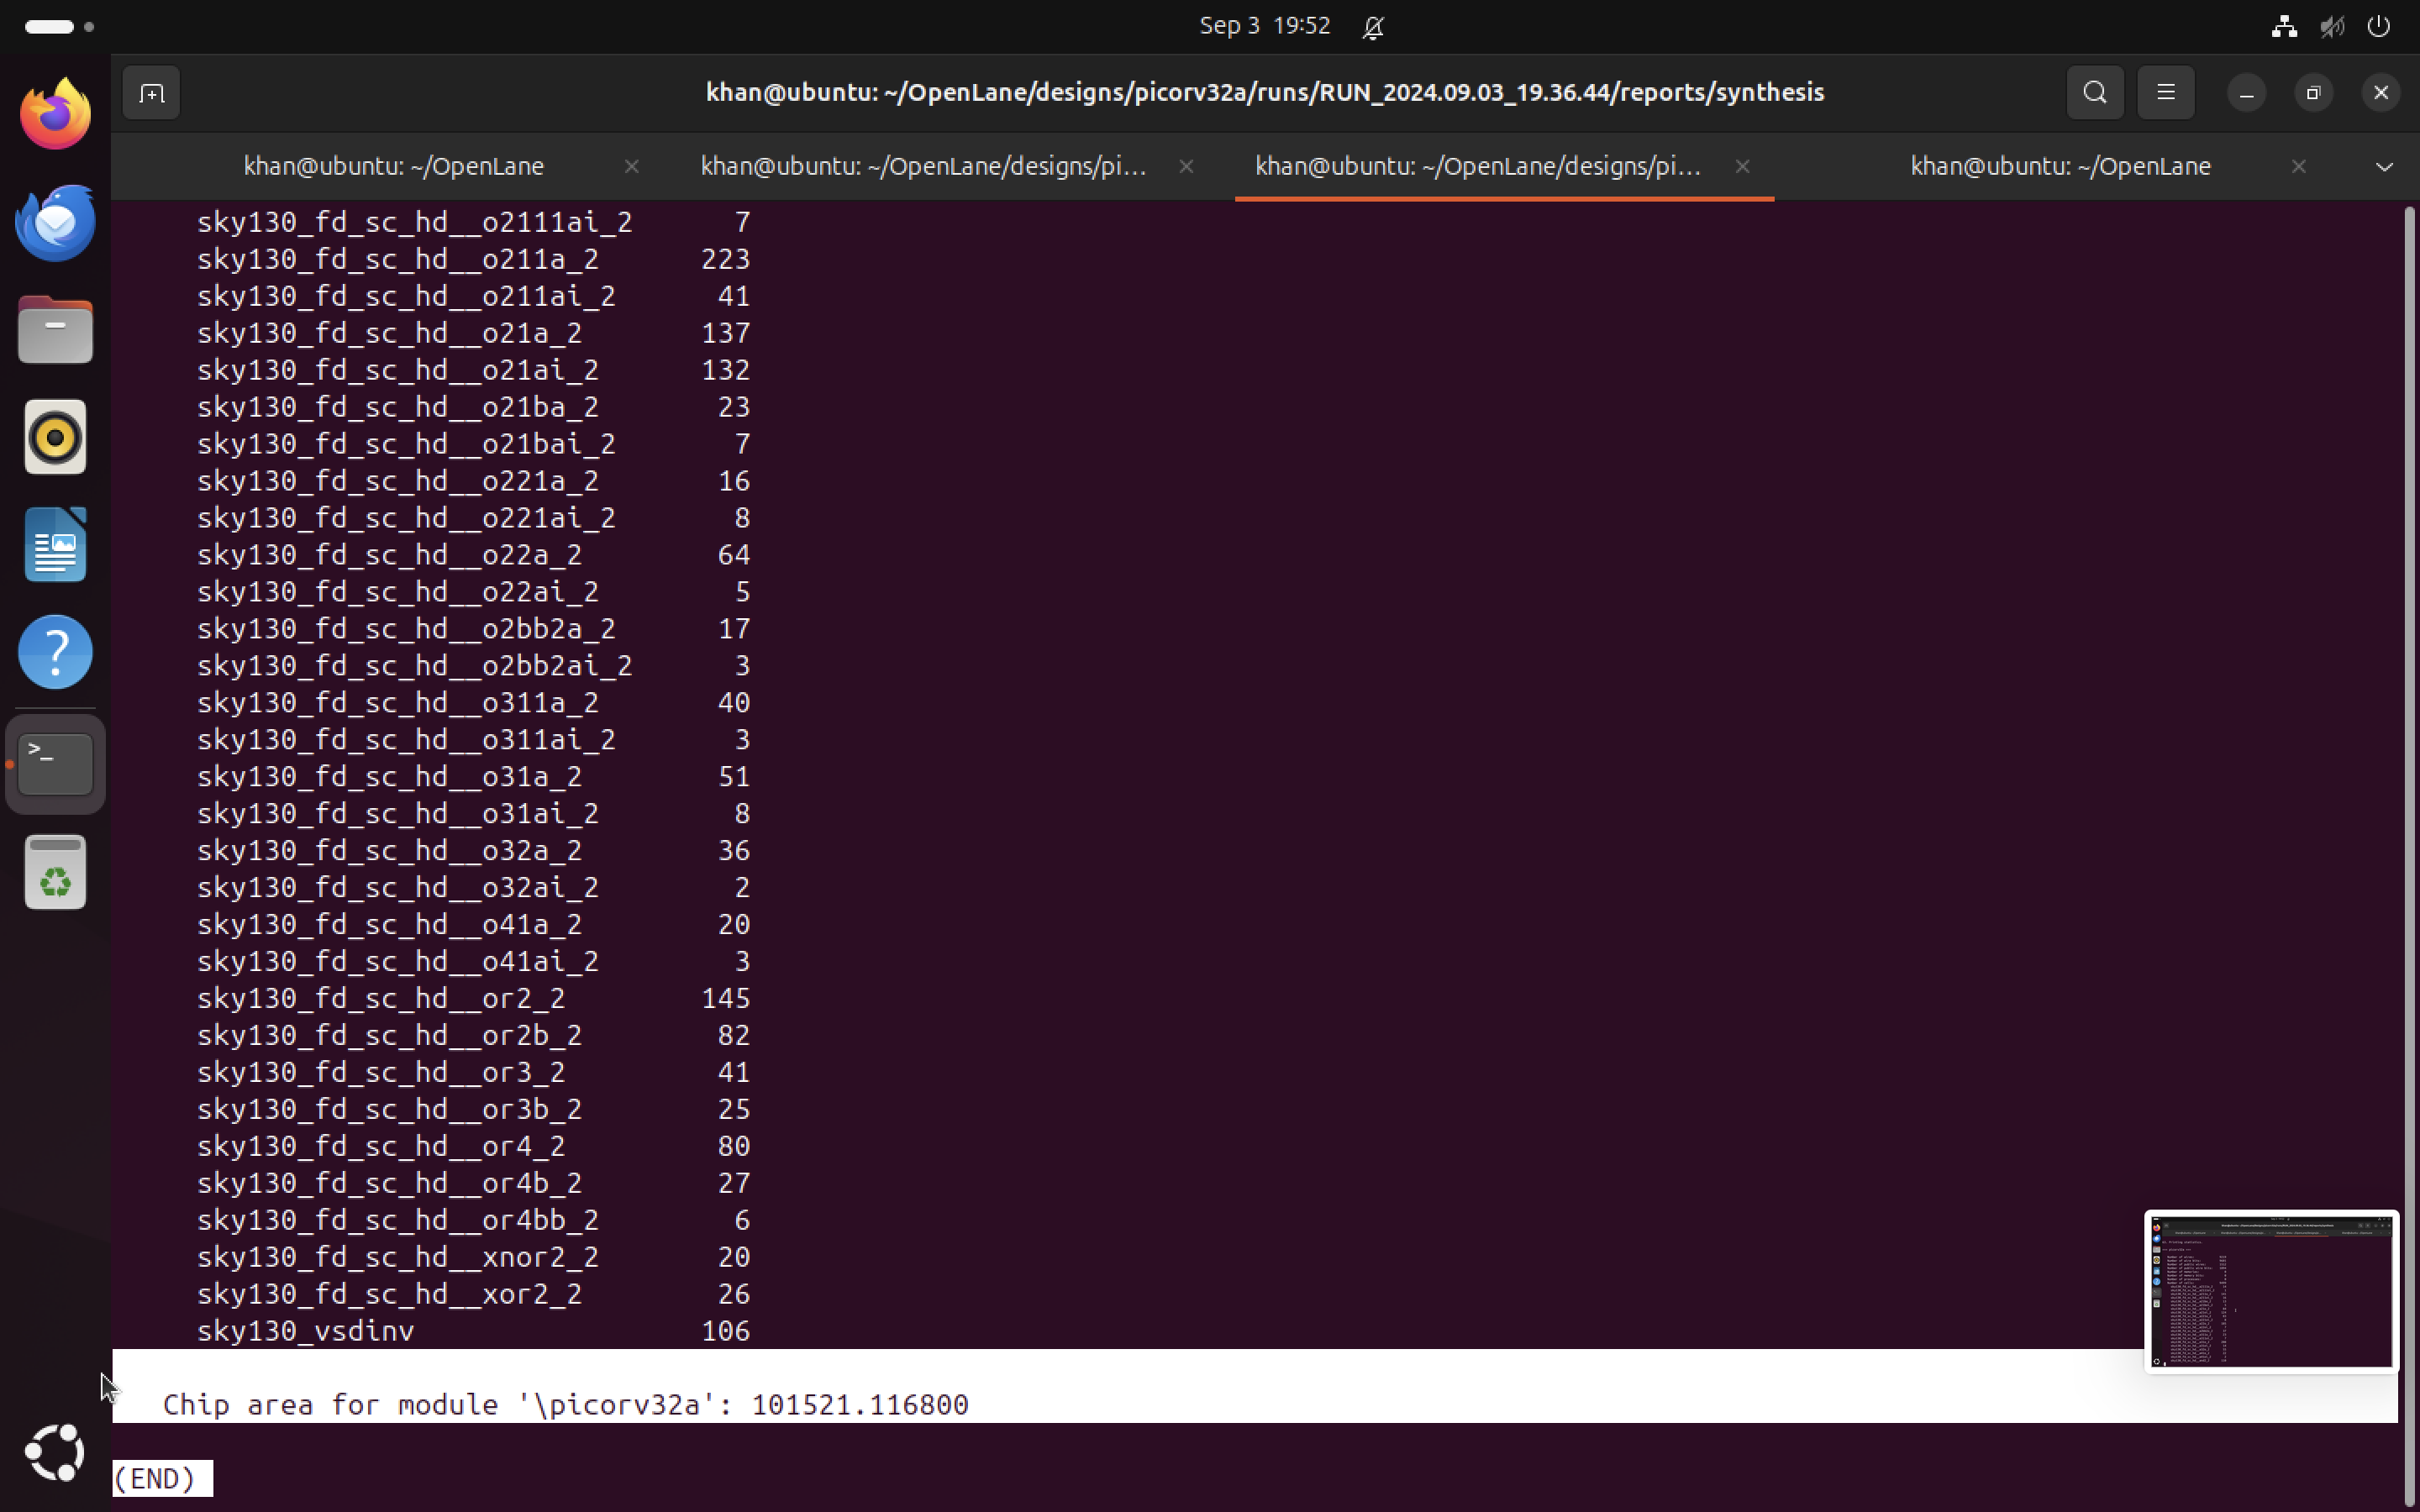 Sep 3 19:52
khan@ubuntu: ~/OpenLane/designs/picorv32a/runs/RUN_2024.09.03_19.36.44/reports/synthesis
khan@ubuntu: ~/OpenLane
khan@ubuntu: ~/OpenLane/designs/pi...
khan@ubuntu: ~/OpenLane/designs/pi...
khan@ubuntu: ~/OpenLane
sky130_fd_sc_hd__o2111ai_2 7
sky130_fd_sc_hd__o211a_2 223
sky130_fd_sc_hd__o211ai_2 41
sky130_fd_sc_hd__o21a_2 137
sky130_fd_sc_hd__o21ai_2 132
sky130_fd_sc_hd__o21ba_2 23
sky130_fd_sc_hd__o21bai_2 7
sky130_fd_sc_hd__o221a_2 16
sky130_fd_sc_hd__o221ai_2 8
sky130_fd_sc_hd__o22a_2 64
sky130_fd_sc_hd__o22ai_2 5
sky130_fd_sc_hd__o2bb2a_2 17
sky130_fd_sc_hd__o2bb2ai_2 3
sky130_fd_sc_hd__o311a_2 40
sky130_fd_sc_hd__o311ai_2 3
sky130_fd_sc_hd__o31a_2 51
sky130_fd_sc_hd__o31ai_2 8
sky130_fd_sc_hd__o32a_2 36
sky130_fd_sc_hd__o32ai_2 2
sky130_fd_sc_hd__o41a_2 20
sky130_fd_sc_hd__o41ai_2 3
sky130_fd_sc_hd__or2_2 145
sky130_fd_sc_hd__or2b_2 82
sky130_fd_sc_hd__or3_2 41
sky130_fd_sc_hd__or3b_2 25
sky130_fd_sc_hd__or4_2 80
sky130_fd_sc_hd__or4b_2 27
sky130_fd_sc_hd__or4bb_2 6
sky130_fd_sc_hd__xnor2_2 20
sky130_fd_sc_hd__xor2_2 26
sky130_vsdinv 106
Chip area for module '\picorv32a': 101521.116800
(END)